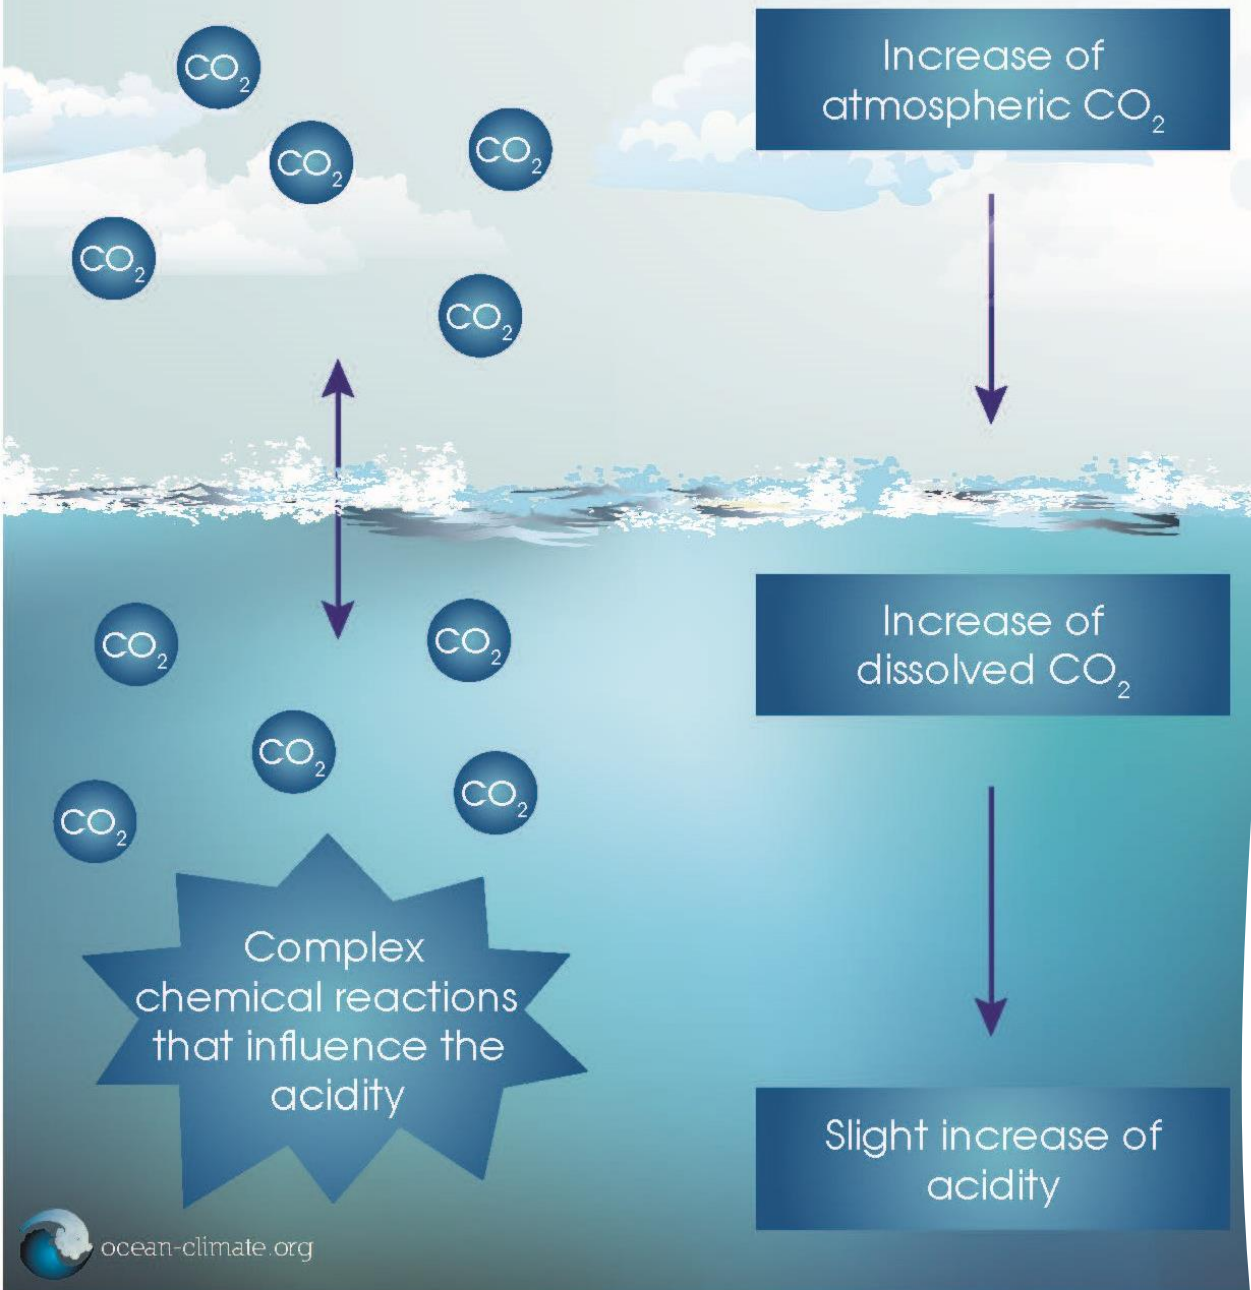 CO₂
CO₂
CO₂
CO₂
CO₂
Increase of
atmospheric CO₂
CO₂
CO₂
CO₂
CO₂
CO₂
Increase of
dissolved CO₂
Complex
chemical reactions
that influence the
acidity
Slight increase of
acidity
ocean-climate.org